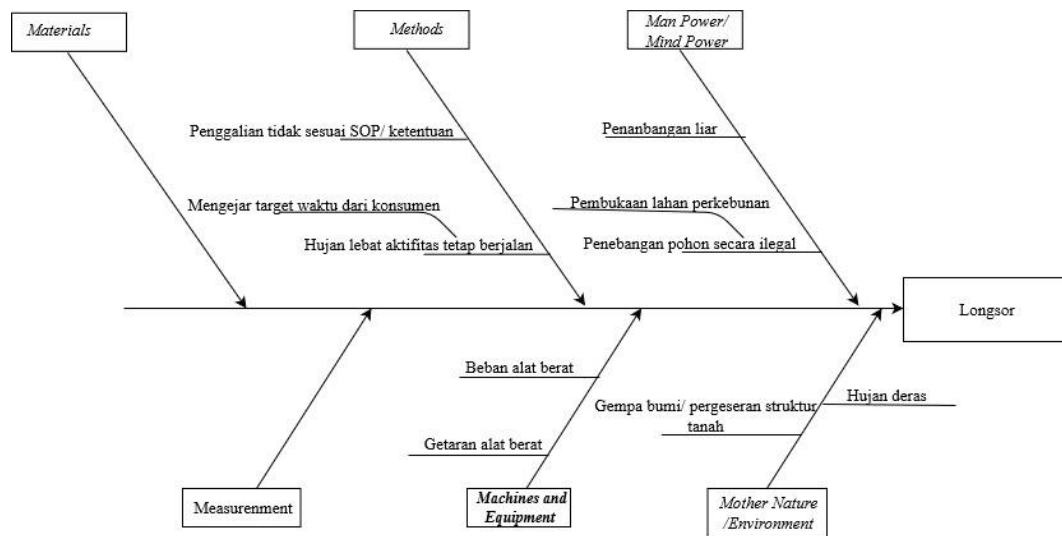 Materials
Methods
Man Power/
Mind Power
Penggalian tidak sesuai SOP/ ketentuan
Penanbangan liar
Mengejar target waktu dari konsumen
Pembukaan lahan perkebunan
Hujan lebat aktifitas tetap berjalan
Penebangan pohon secara ilegal
Longsor
Beban alat berat
Hujan deras
Gempa bumi/ pergeseran struktur
tanah
Getaran alat berat
Measurenment
Machines and
Equipment
Mother Nature
/Environment